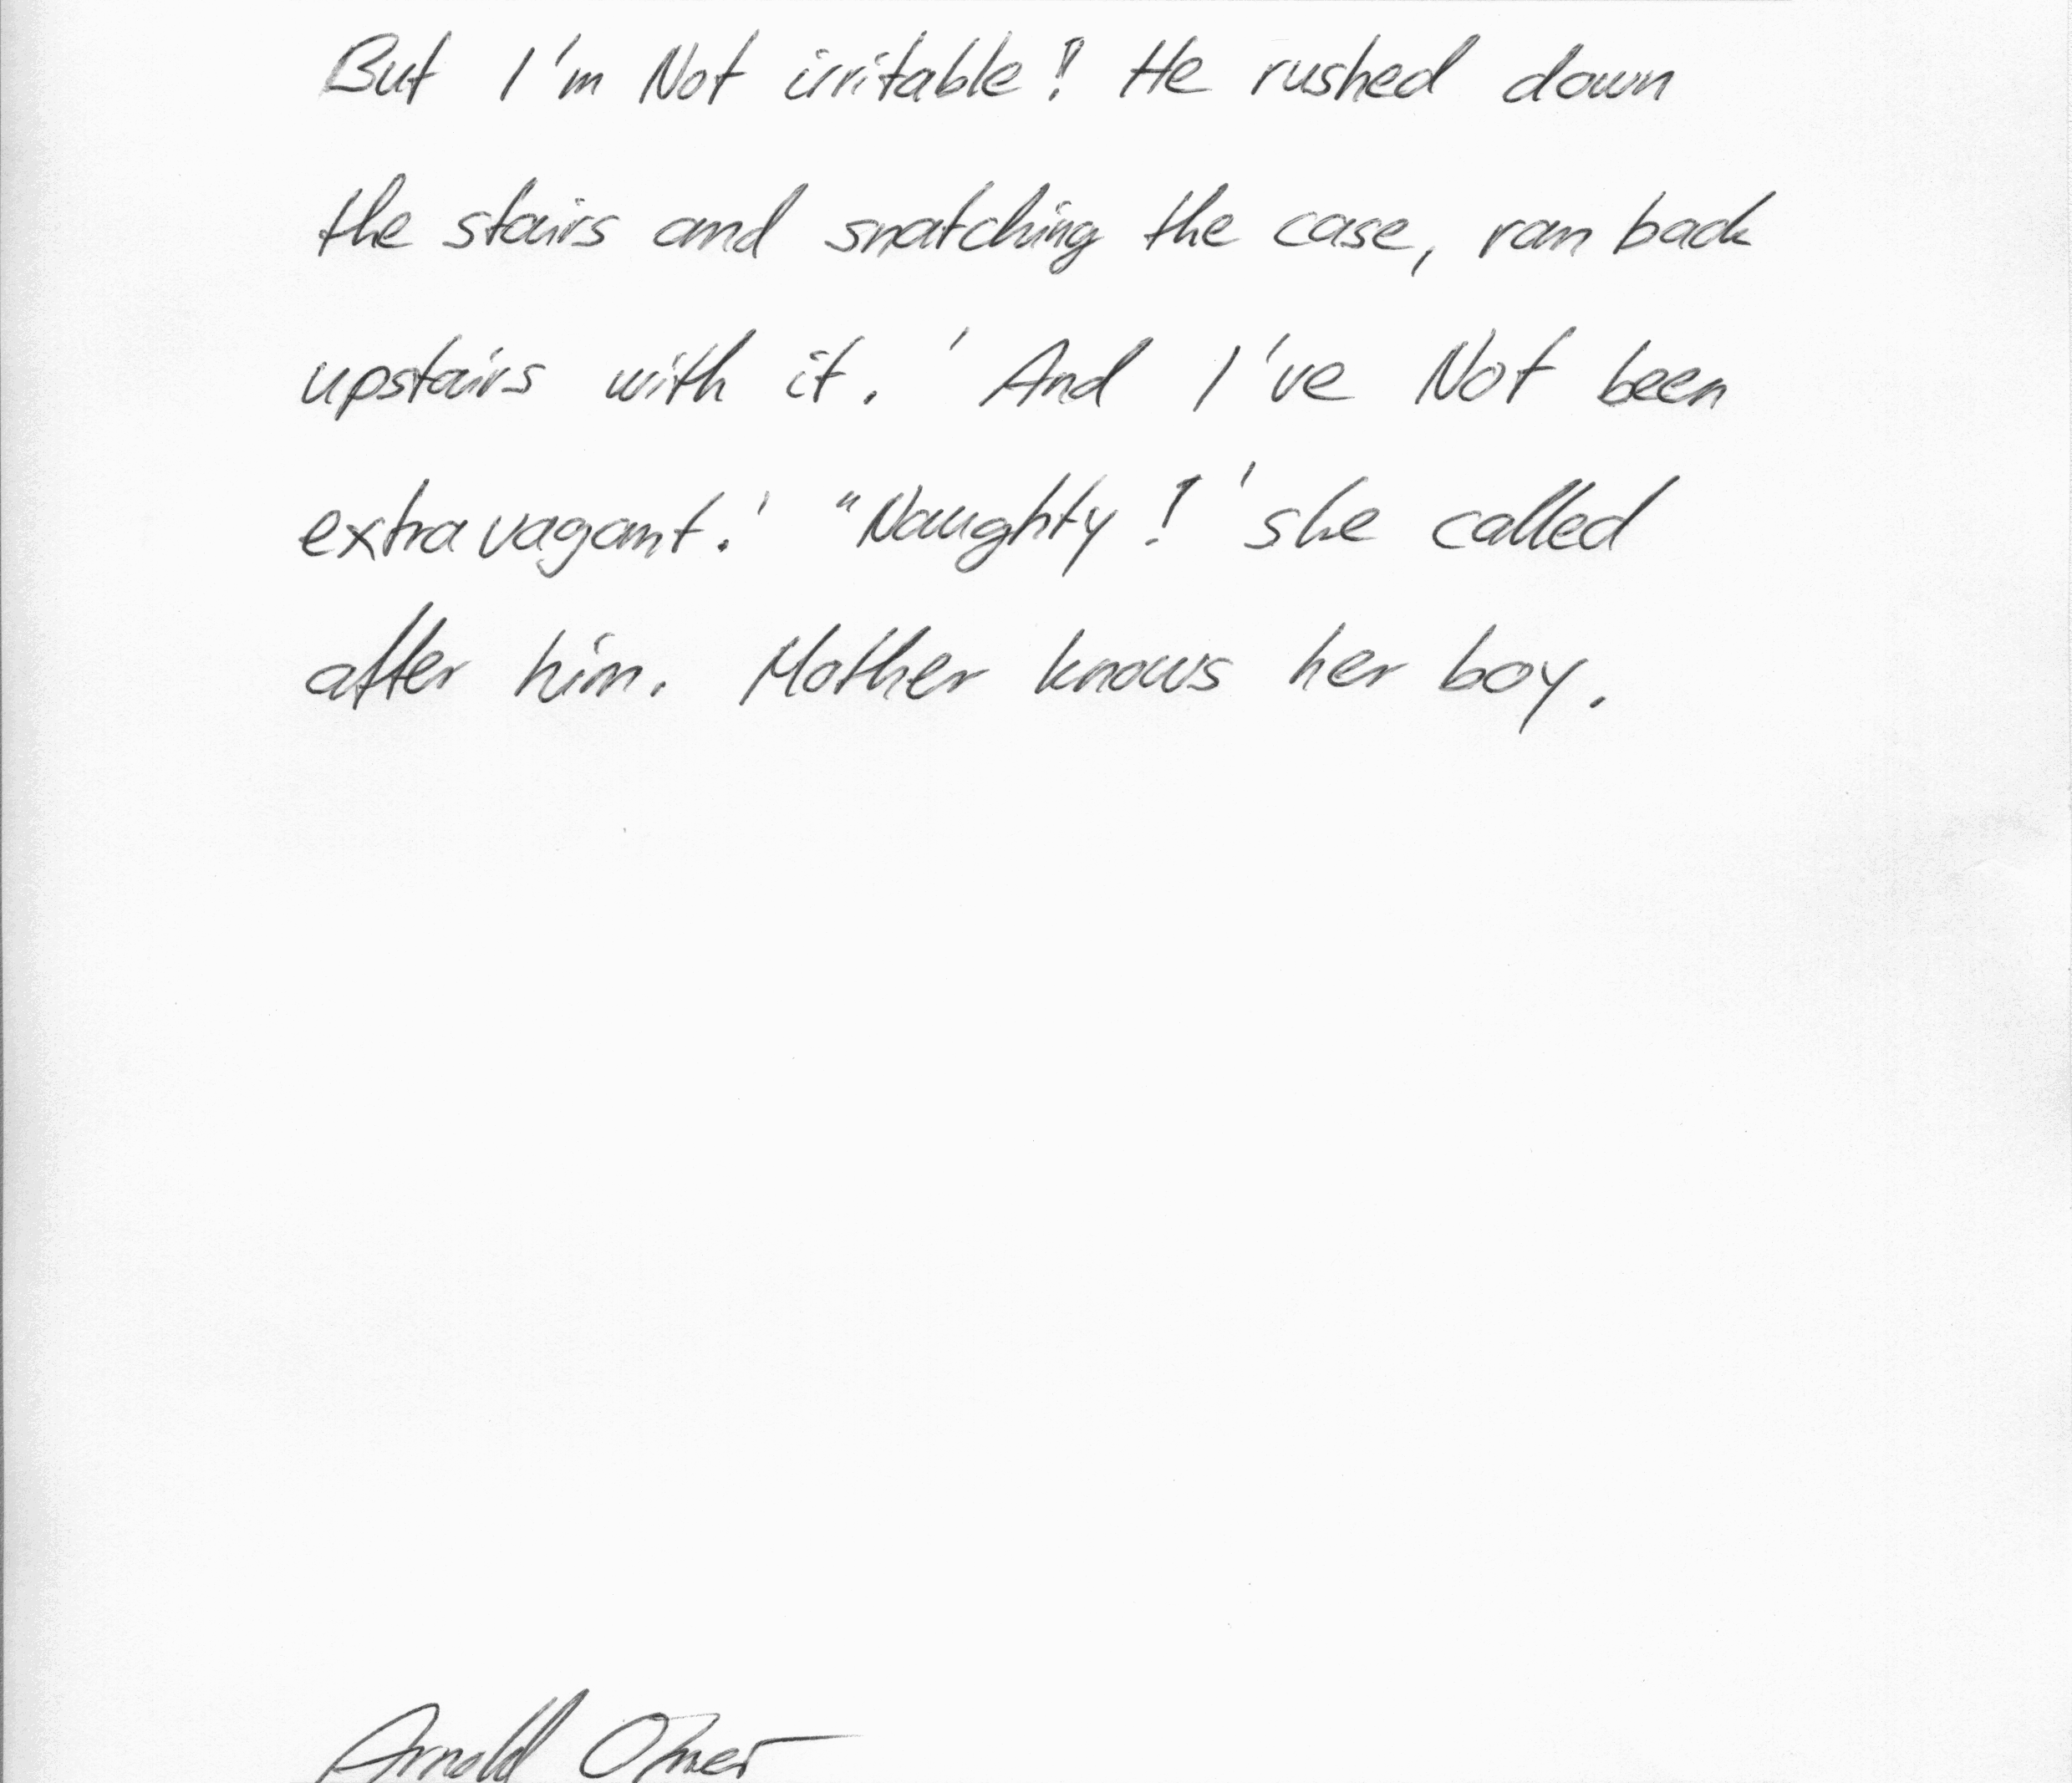 But I'm Not irritable! He rushed down
the stairs and snatching the case, ran back
upstairs with it. 'And I've Not been
extravagant.' "Naughty!' she called
after him. Mother knows her boy.
Arnold